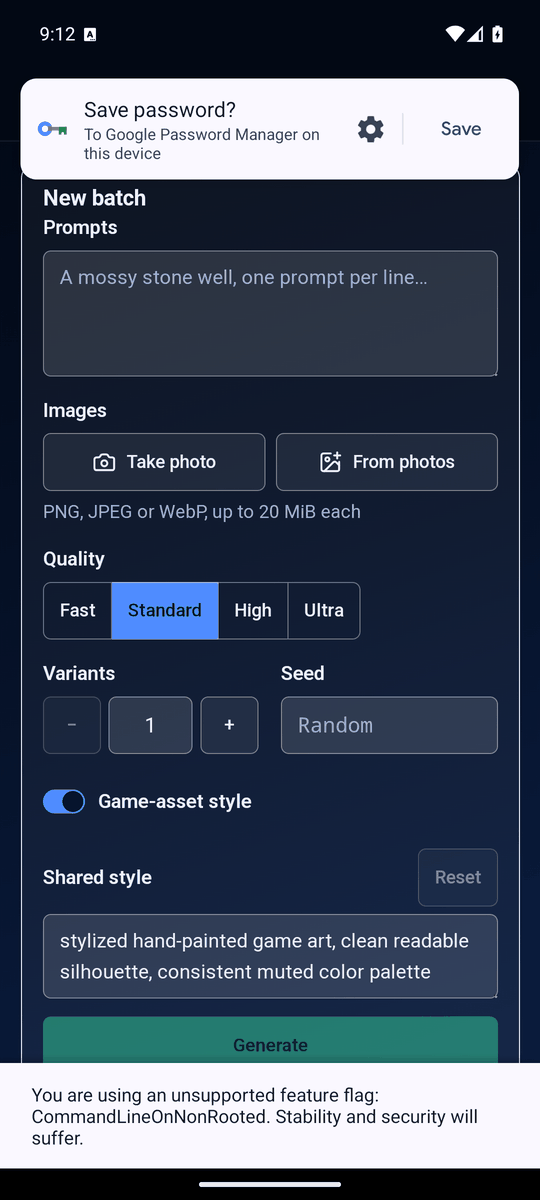 9:12
A
Save password?
To Google Password Manager on
this device
Save
New batch
Prompts
A mossy stone well, one prompt per line…
Images
Take photo
From photos
PNG, JPEG or WebP, up to 20 MiB each
Quality
Fast
Standard
High
Ultra
Variants
Seed
−
1
+
Random
Game-asset style
Shared style
Reset
stylized hand-painted game art, clean readable
silhouette, consistent muted color palette
Generate
You are using an unsupported feature flag:
CommandLineOnNonRooted. Stability and security will
suffer.